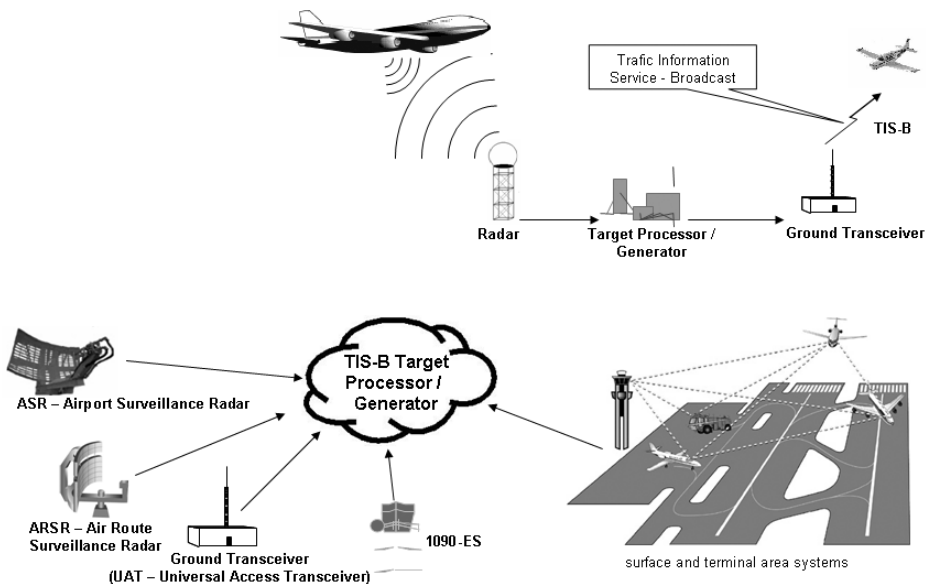 Trafic Information
Service - Broadcast
TIS-B
Radar
Target Processor /
Generator
Ground Transceiver
TIS-B Target
Processor /
Generator
ASR – Airport Surveillance Radar
ARSR – Air Route
Surveillance Radar
Ground Transceiver
(UAT – Universal Access Transceiver)
1090-ES
surface and terminal area systems